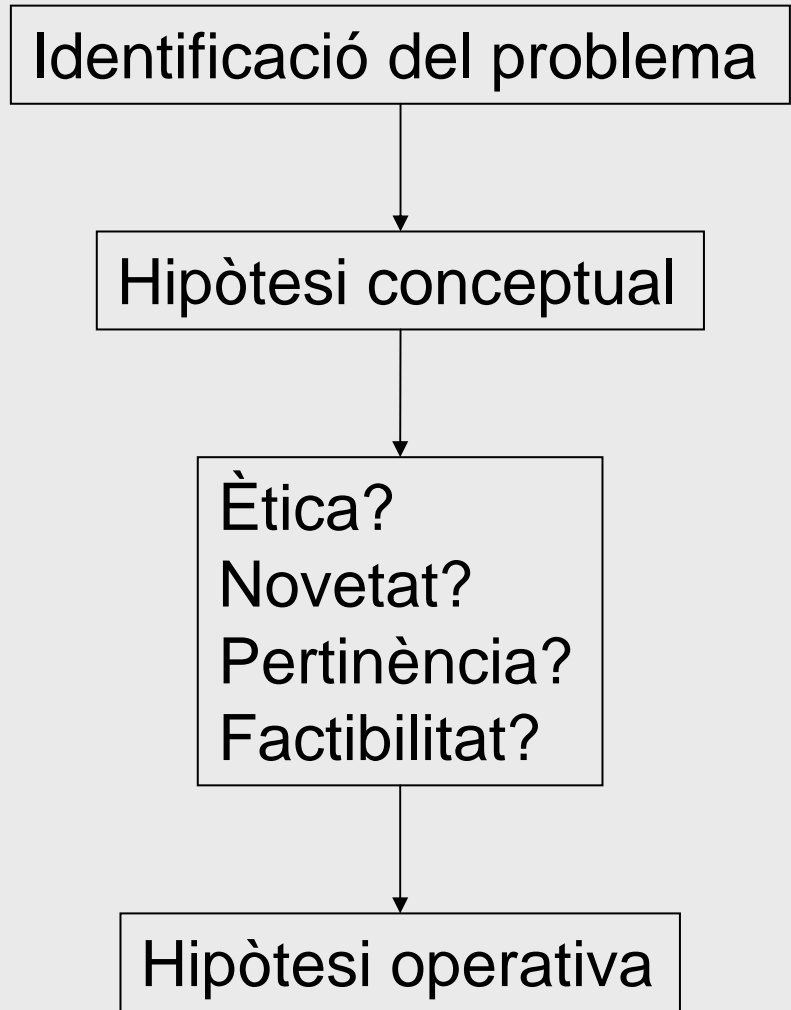 Identificació del problema
Hipòtesi conceptual
Ètica?
Novetat?
Pertinència?
Factibilitat?
Hipòtesi operativa